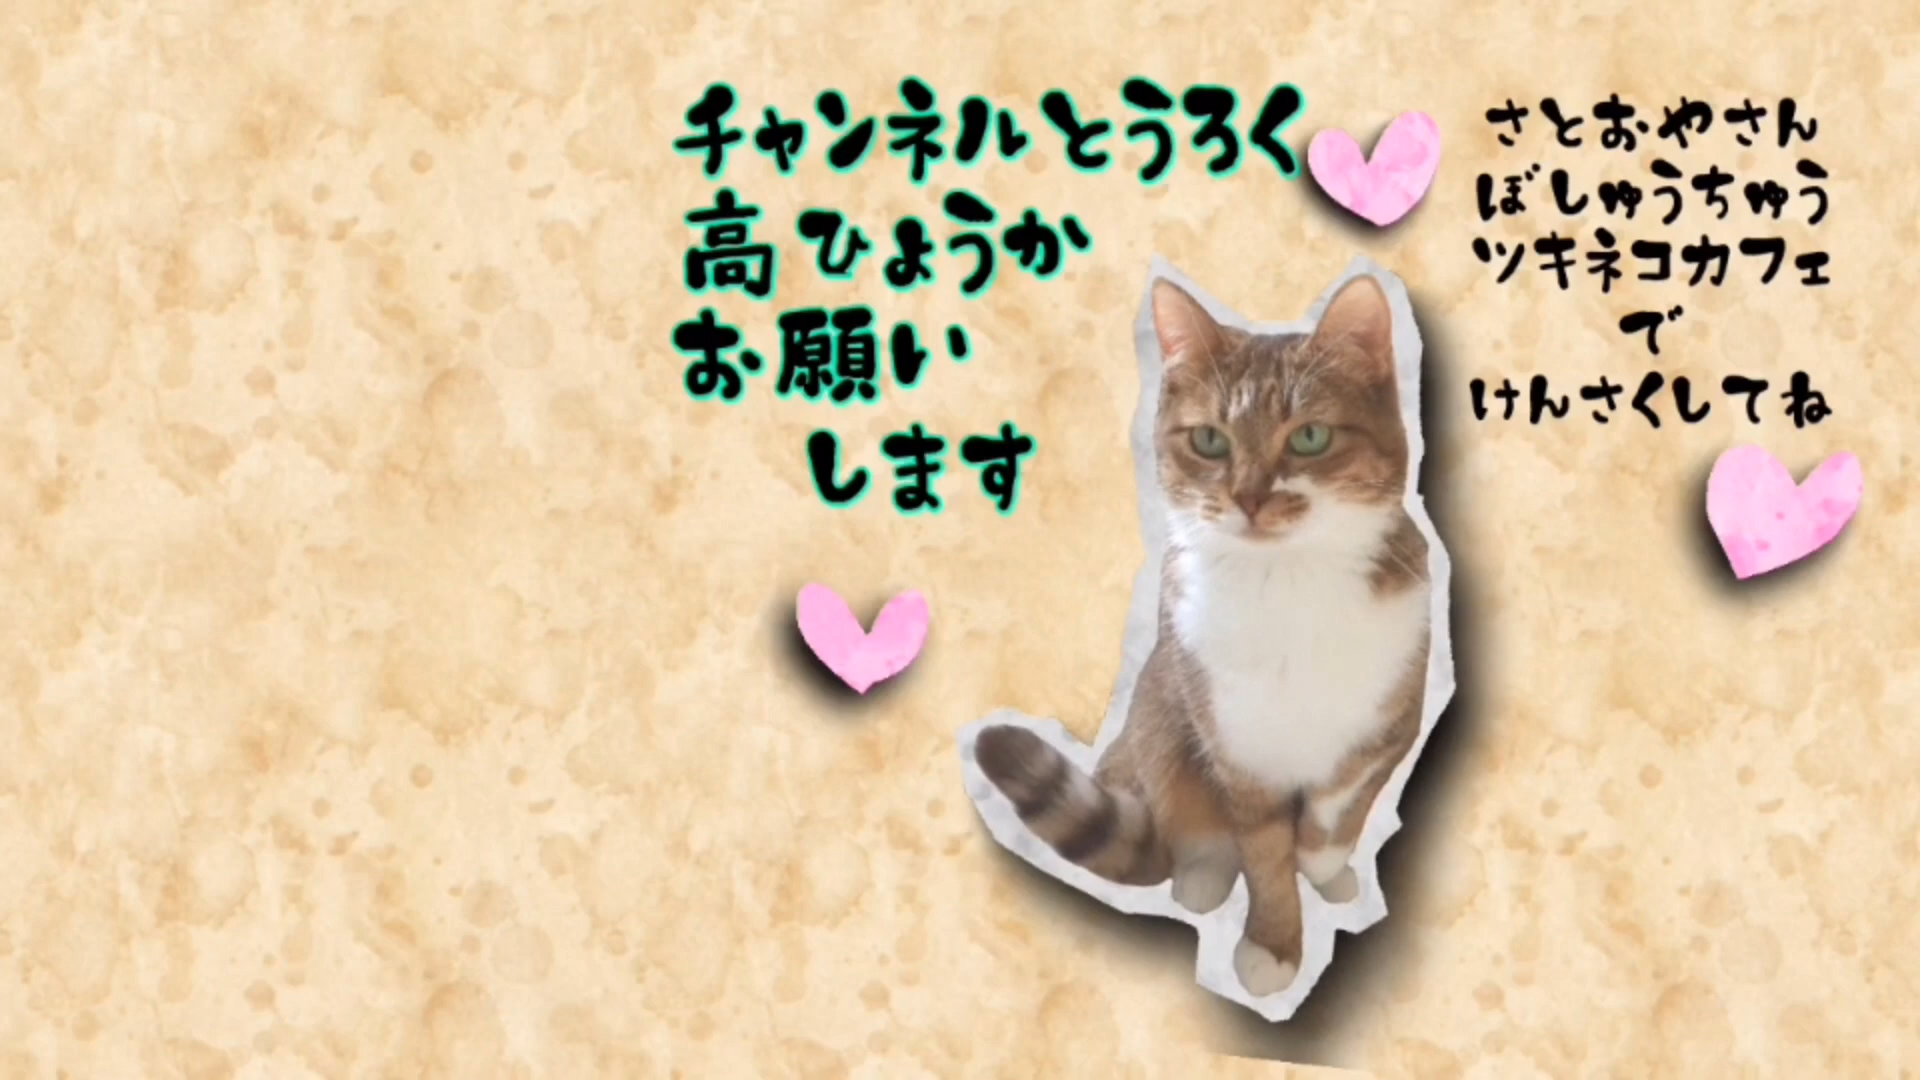 チャンネルとうろく
高ひょうか
お願い
します
さとおやさん
ぼしゅうちゅう
ツキネコカフェ
で
けんさくしてね